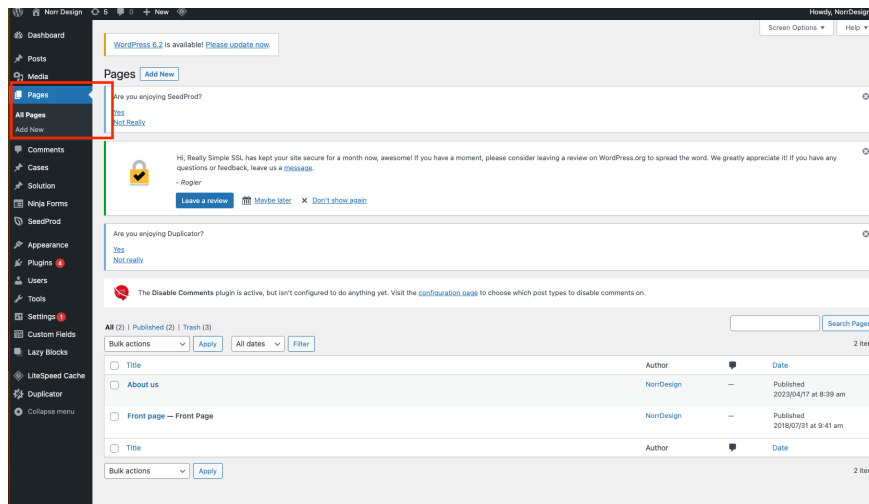 Norr Design 5 0 + New
Howdy, NorrDesign
Screen Options ▼ Help ▼
Dashboard
Posts
Media
Pages
All Pages
Add New
Comments
Cases
Solution
Ninja Forms
SeedProd
Appearance
Plugins 4
Users
Tools
Settings 1
Custom Fields
Lazy Blocks
LiteSpeed Cache
Duplicator
Collapse menu
WordPress 6.2 is available! Please update now.
Pages Add New
Are you enjoying SeedProd?
Yes
Not Really
Hi, Really Simple SSL has kept your site secure for a month now, awesome! If you have a moment, please consider leaving a review on WordPress.org to spread the word. We greatly appreciate it! If you have any
questions or feedback, leave us a message.
- Rogier
Leave a review Maybe later × Don't show again
Are you enjoying Duplicator?
Yes
Not really
The Disable Comments plugin is active, but isn't configured to do anything yet. Visit the configuration page to choose which post types to disable comments on.
All (2) | Published (2) | Trash (3)
Search Pages
Bulk actions Apply All dates Filter
2 iter
Title Author Date
About us NorrDesign — Published
2023/04/17 at 8:39 am
Front page — Front Page NorrDesign — Published
2018/07/31 at 9:41 am
Title Author Date
Bulk actions Apply
2 iter